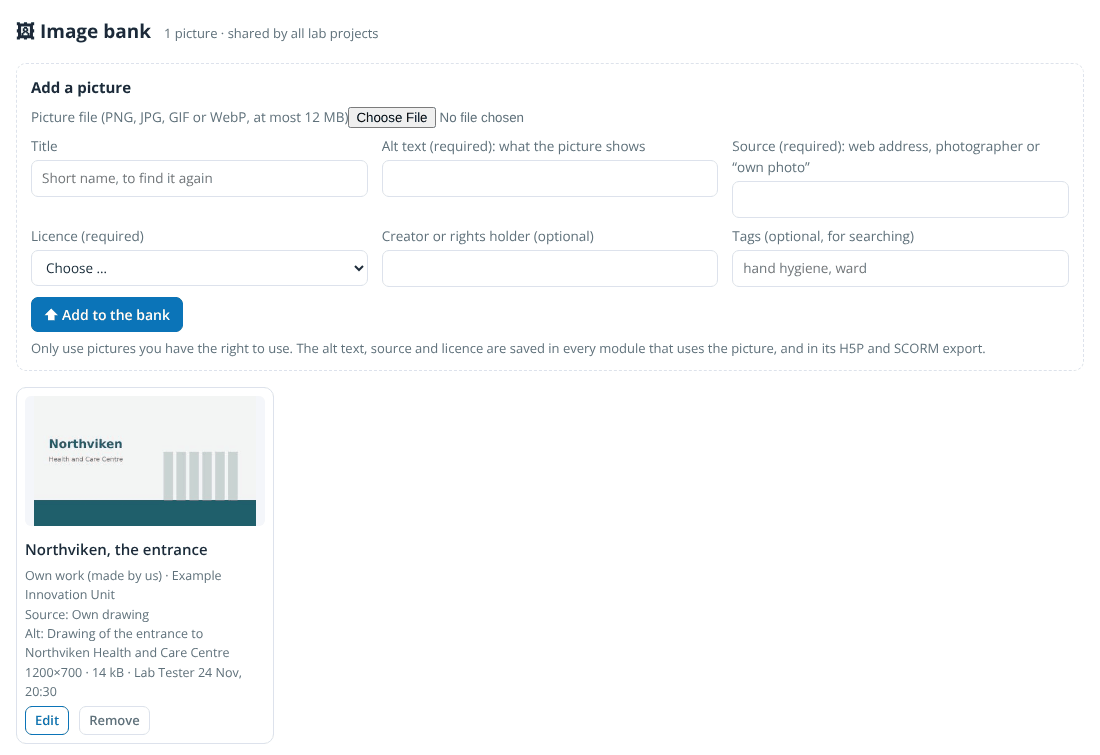 Image bank 1 picture · shared by all lab projects
Add a picture
Picture file (PNG, JPG, GIF or WebP, at most 12 MB) Choose File No file chosen
Title
Short name, to find it again
Alt text (required): what the picture shows
Source (required): web address, photographer or
“own photo”
Licence (required)
Choose ...
Creator or rights holder (optional)
Tags (optional, for searching)
hand hygiene, ward
Add to the bank
Only use pictures you have the right to use. The alt text, source and licence are saved in every module that uses the picture, and in its H5P and SCORM export.
Northviken
Health and Care Centre
Northviken, the entrance
Own work (made by us) · Example
Innovation Unit
Source: Own drawing
Alt: Drawing of the entrance to
Northviken Health and Care Centre
1200×700 · 14 kB · Lab Tester 24 Nov,
20:30
Edit Remove